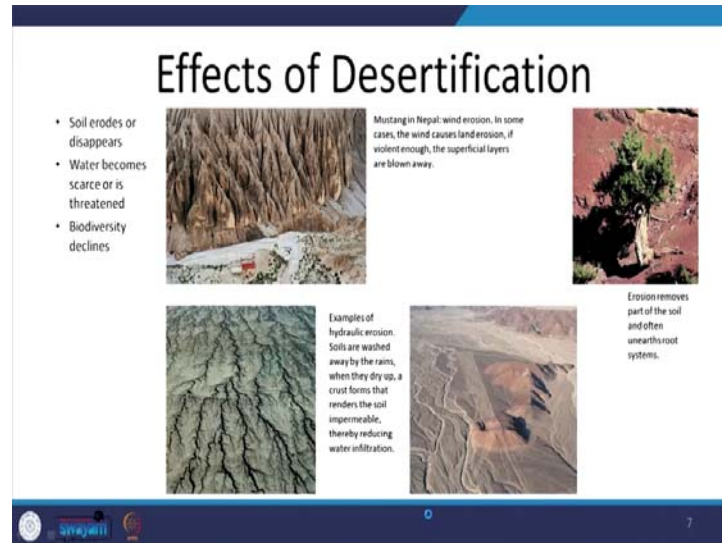 Effects of Desertification
• Soil erodes or
disappears
• Water becomes
scarce or is
threatened
• Biodiversity
declines
Mustang in Nepal: wind erosion. In some
cases, the wind causes land erosion, if
violent enough, the superficial layers
are blown away.
Erosion removes
part of the soil
and often
unearths root
systems.
Examples of
hydraulic erosion.
Soils are washed
away by the rains,
when they dry up, a
crust forms that
renders the soil
impermeable,
thereby reducing
water infiltration.
swayam
7